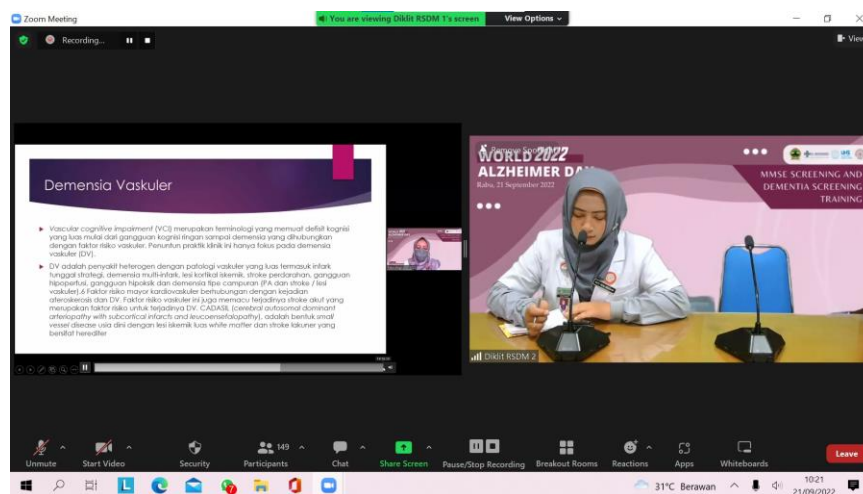 Zoom Meeting
You are viewing Diklit RSDM 1's screen
View Options
Recording...
View
Demensia Vaskuler
Vascular cognitive impairment (VCI) merupakan terminologi yang memuat defisit kognisi
yang luas mulai dari gangguan kognisi ringan sampai demensia yang dihubungkan
dengan faktor risiko vaskuler. Penuntun praktik klinik ini hanya fokus pada demensia
vaskuler (DV).
DV adalah penyakit heterogen dengan patologi vaskuler yang luas termasuk infark
tunggal strategi, demensia multi-infark, lesi kortikal iskemik, stroke perdarahan, gangguan
hipoperfusi, gangguan hipoksik dan demensia tipe campuran (PA dan stroke / lesi
vaskuler).6 Faktor risiko mayor kardiovaskuler berhubungan dengan kejadian
aterosklerosis dan DV. Faktor risiko vaskuler ini juga memacu terjadinya stroke akut yang
merupakan faktor risiko untuk terjadinya DV. CADASIL (cerebral autosomal dominant
arteriopathy with subcortical infarcts and leucoensefalopathy), adalah bentuk small
vessel disease usia dini dengan lesi iskemik luas white matter dan stroke lakuner yang
bersifat herediter
Remove Spotlight
WORLD 2022
ALZHEIMER DAY
Rabu, 21 September 2022
MMSE SCREENING AND
DEMENTIA SCREENING
TRAINING
Diklit RSDM 2
Unmute
Start Video
Security
149
Participants
Chat
Share Screen
Pause/Stop Recording
Breakout Rooms
Reactions
Apps
Whiteboards
Leave
31°C Berawan
10:21
21/09/2022